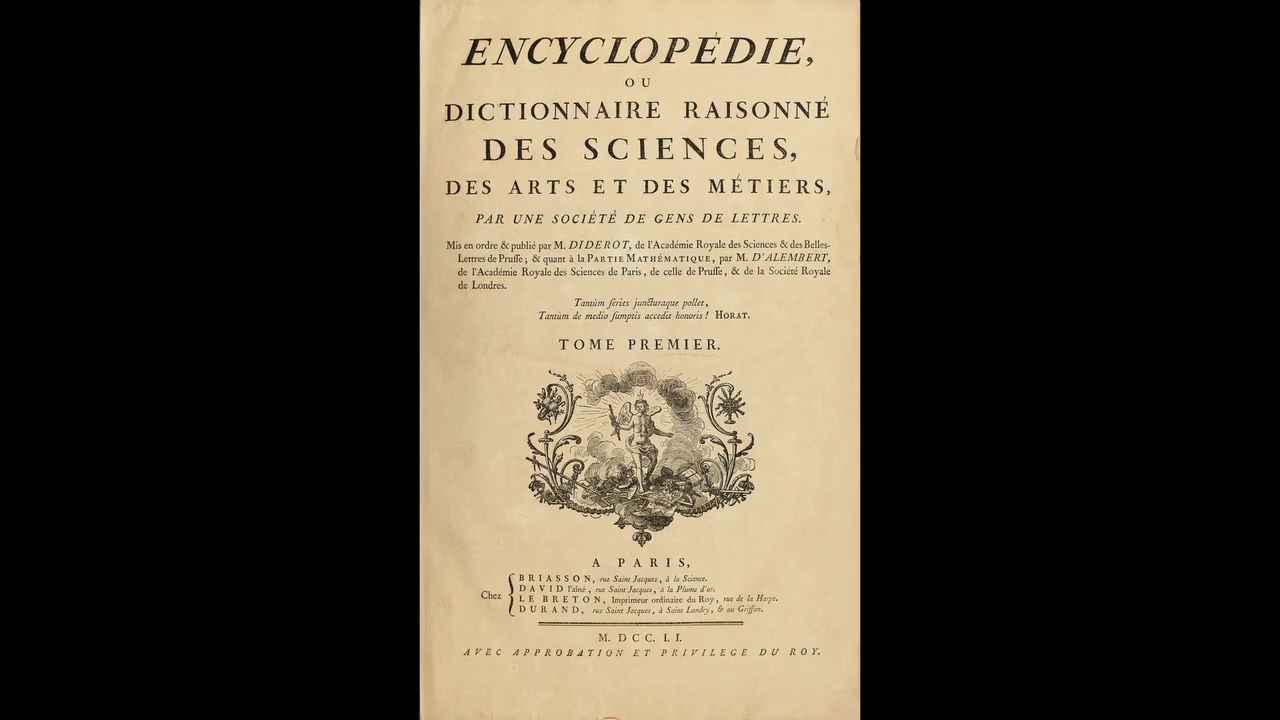 ENCYCLOPÉDIE,
OU
DICTIONNAIRE RAISONNÉ
DES SCIENCES,
DES ARTS ET DES MÉTIERS,
PAR UNE SOCIÉTÉ DE GENS DE LETTRES.
Mis en ordre & publié par M. DIDEROT, de l'Académie Royale des Sciences & des Belles-
Lettres de Pruſſe ; & quant à la PARTIE MATHÉMATIQUE, par M. D'ALEMBERT,
de l'Académie Royale des Sciences de Paris, de celle de Pruſſe, & de la Société Royale
de Londres.
Tantùm ſeries juncturaque pollet,
Tantùm de medio ſumptis accedit honoris ! HORAT.
TOME PREMIER.
A PARIS,
Chez
BRIASSON, rue Saint Jacques, à la Science.
DAVID l'aîné, rue Saint Jacques, à la Plume d'or.
LE BRETON, Imprimeur ordinaire du Roy, rue de la Harpe.
DURAND, rue Saint Jacques, à Saint Landry, & au Griffon.
M. DCC. LI.
AVEC APPROBATION ET PRIVILEGE DU ROY.